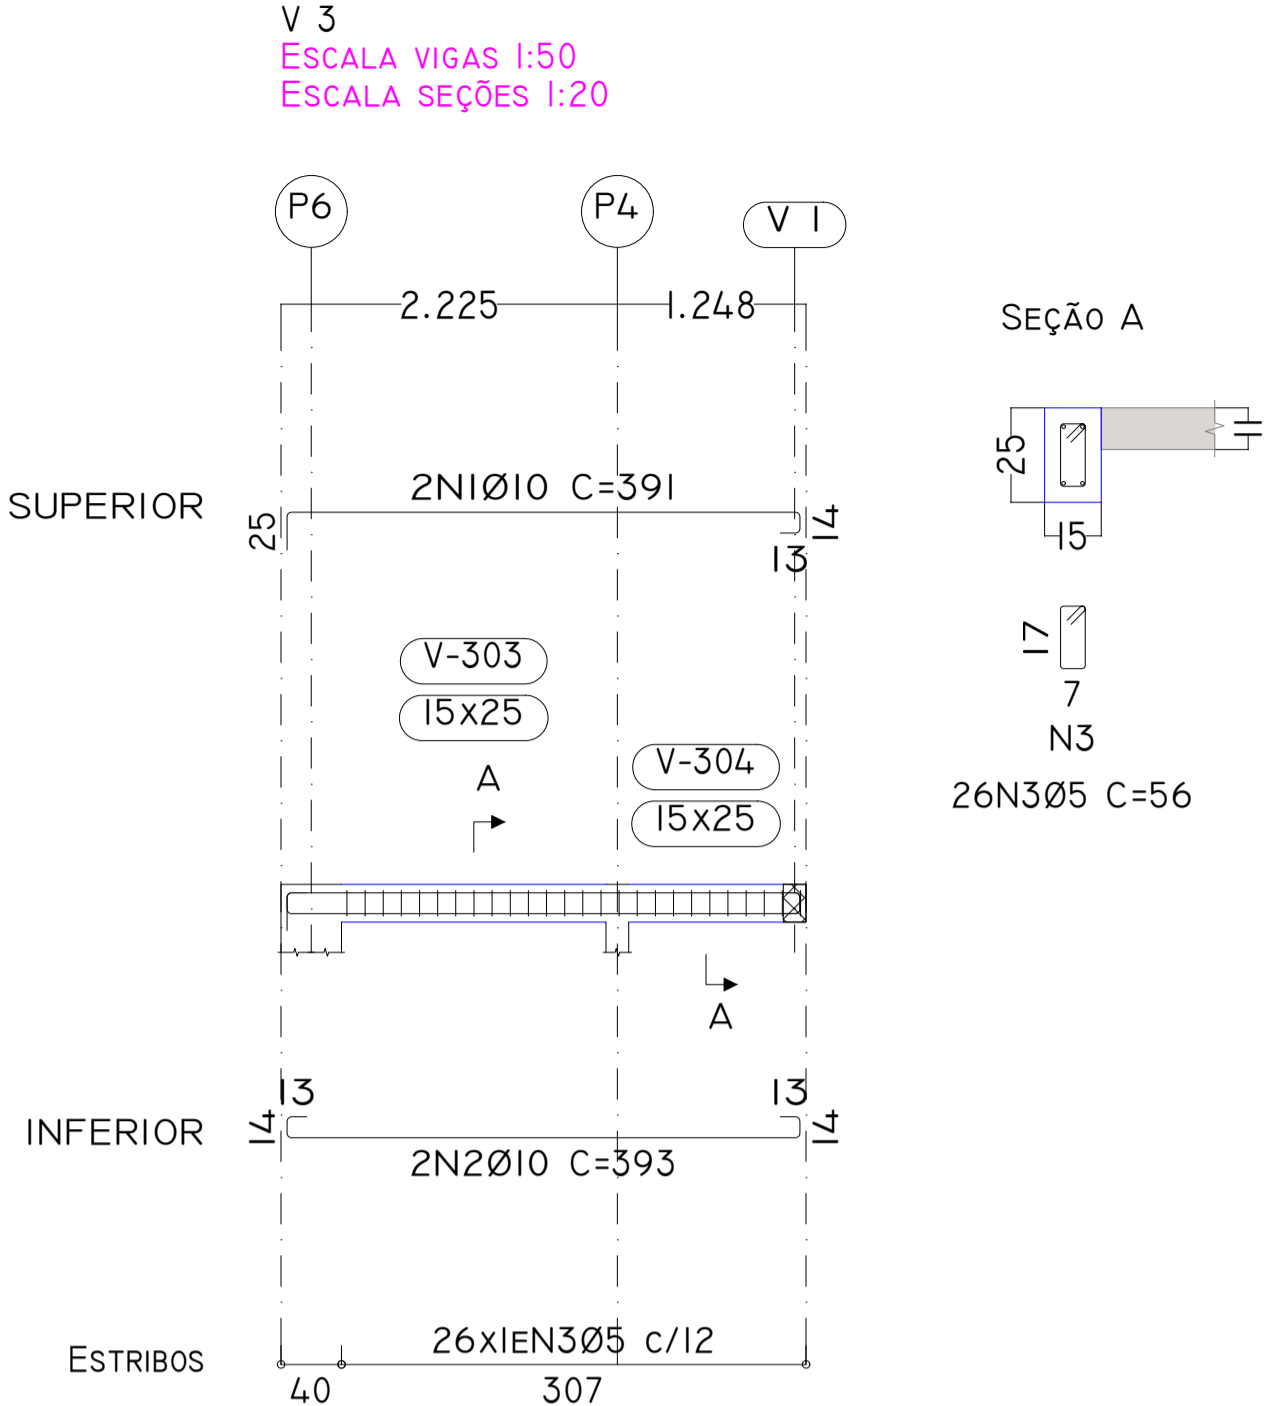 V 3
ESCALA VIGAS 1:50
ESCALA SEÇÕES 1:20
P6 P4 V 1
2.225 1.248
SEÇÃO A
25 11
15
SUPERIOR 25 2N1Ø10 C=391 14
13
17
7
N3
26N3Ø5 C=56
V-303
15x25
V-304
15x25
A
A
13 13
INFERIOR 14 14
2N2Ø10 C=393
ESTRIBOS 26x1EN3Ø5 c/12
40 307